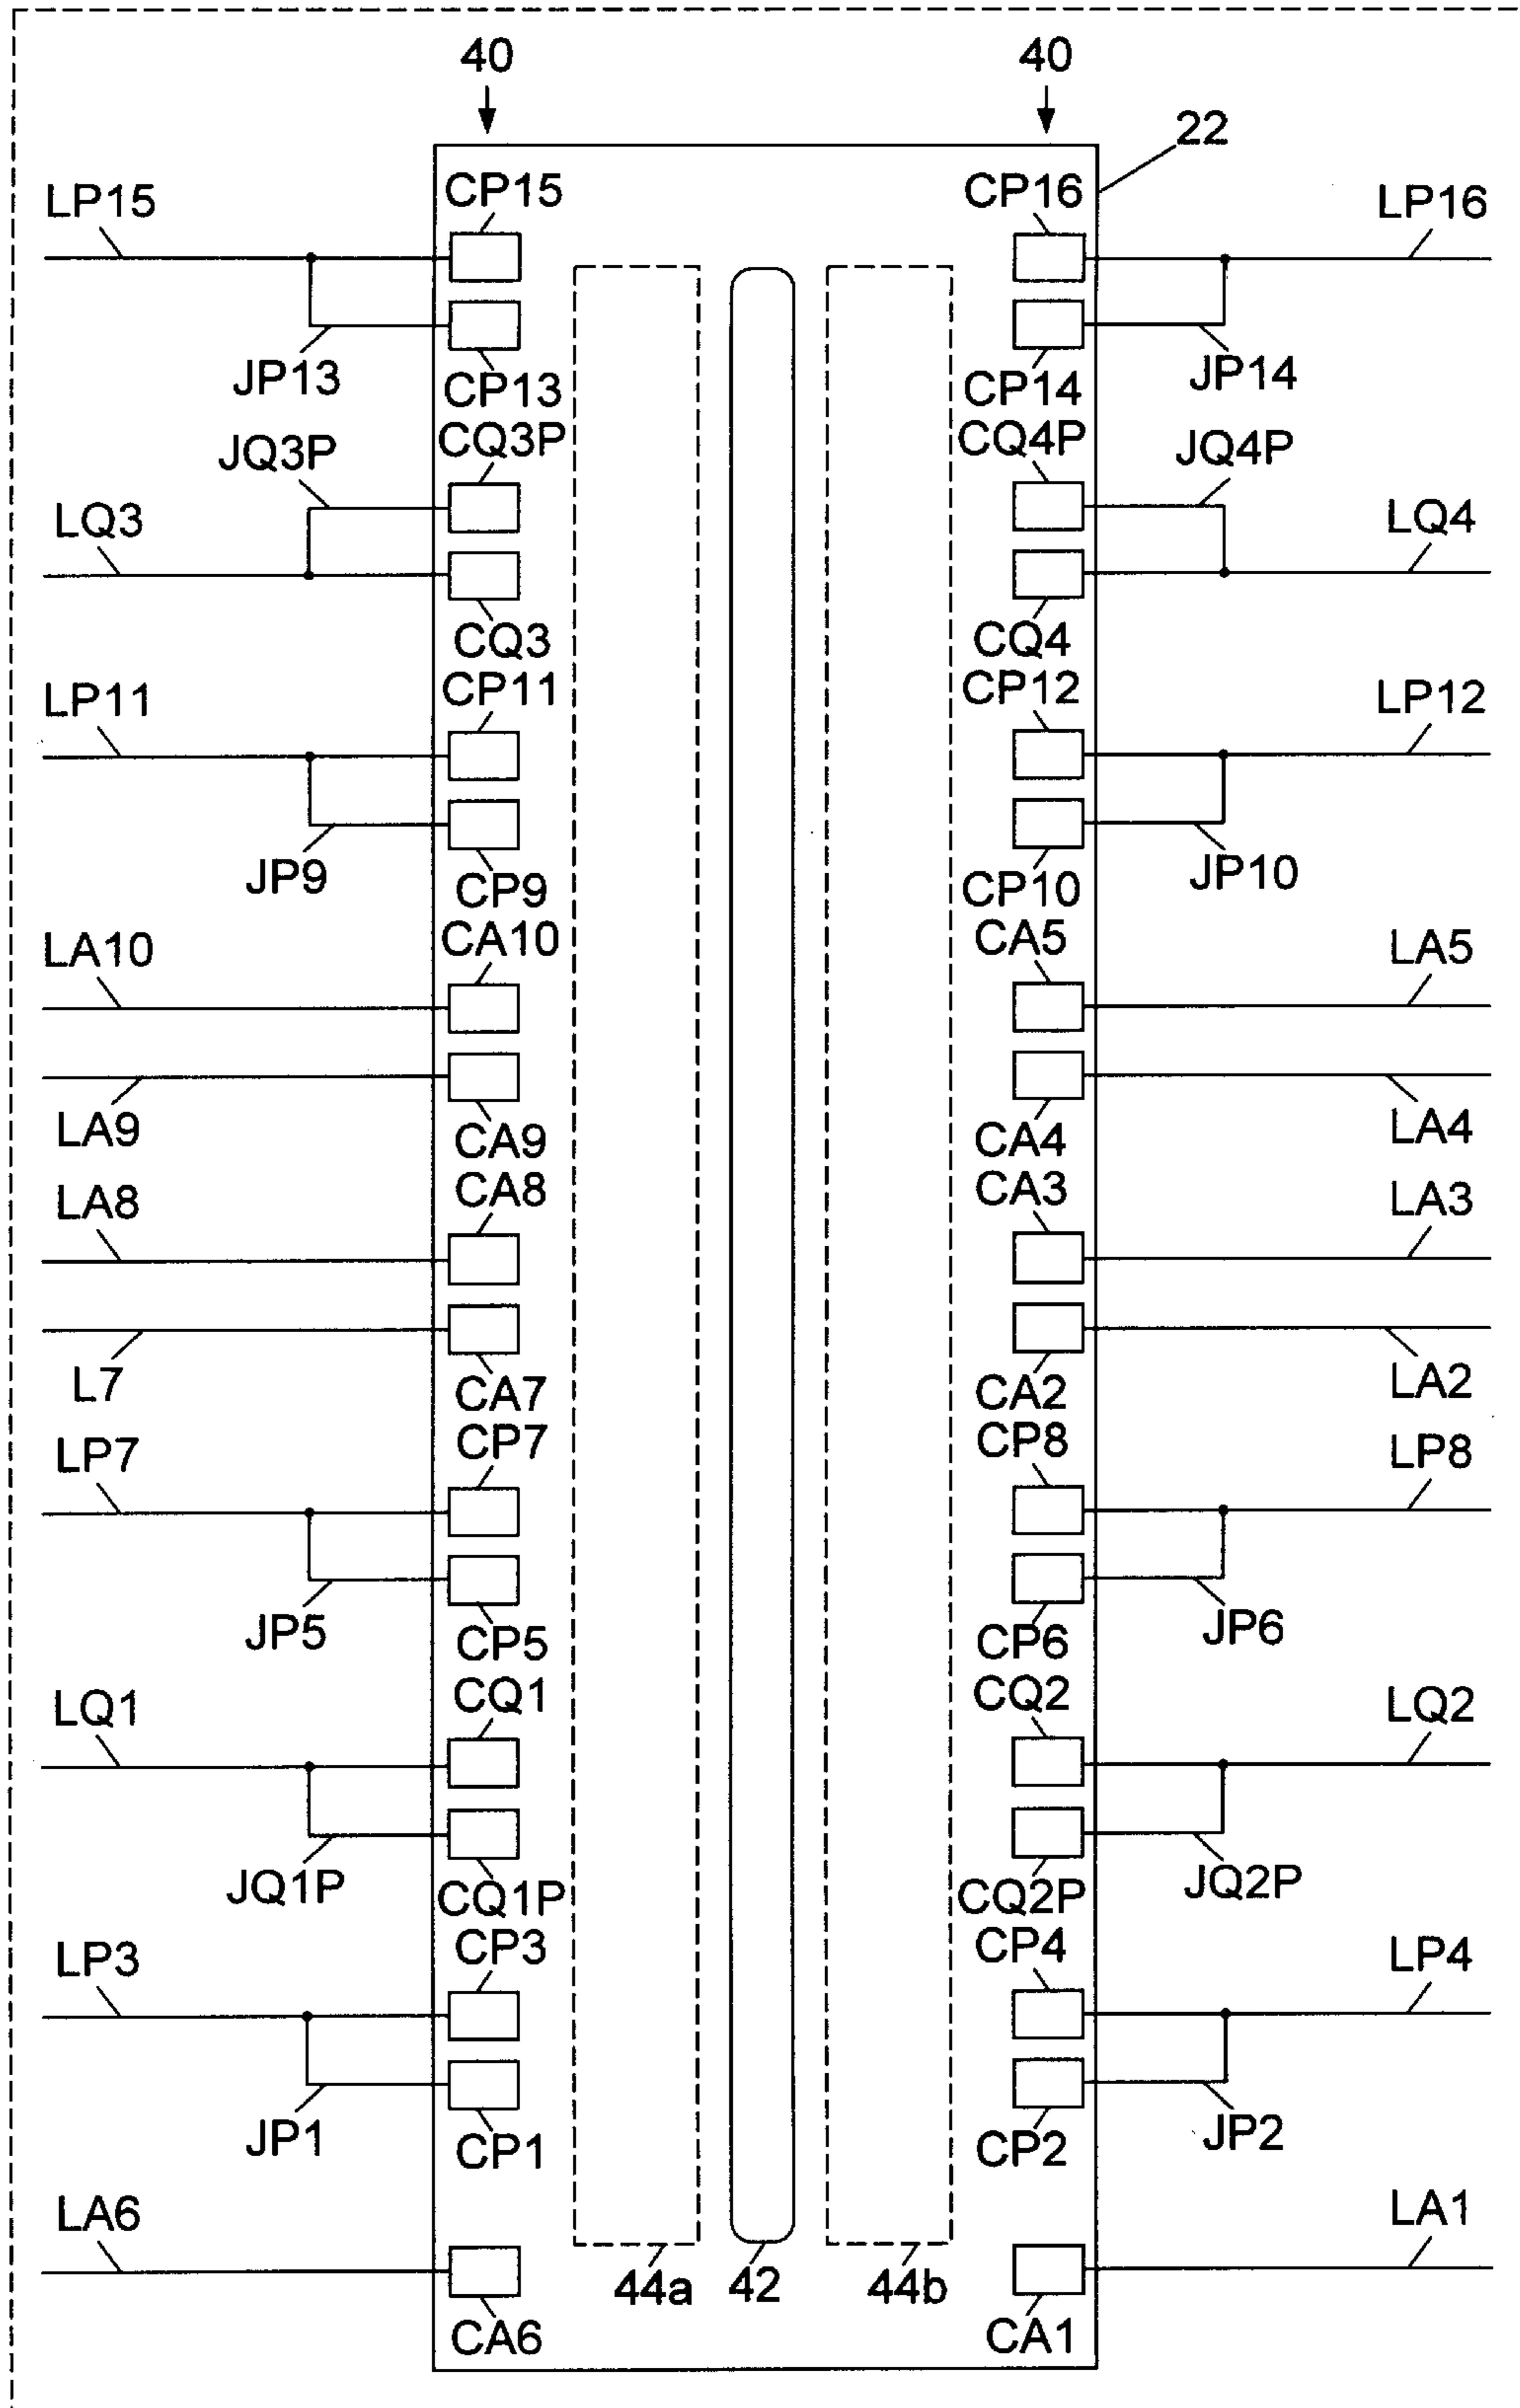 40 40
22
LP15 CP15 CP16 LP16
JP13 CP13 CP14 JP14
JQ3P CQ3P CQ4P JQ4P
LQ3 LQ4
CQ3 CQ4
LP11 CP11 CP12 LP12
JP9 CP9 CP10 JP10
LA10 CA10 CA5 LA5
LA9 CA9 CA4 LA4
LA8 CA8 CA3 LA3
L7 CA7 CA2 LA2
LP7 CP7 CP8 LP8
JP5 CP5 CP6 JP6
LQ1 CQ1 CQ2 LQ2
JQ1P CQ1P CQ2P JQ2P
LP3 CP3 CP4 LP4
JP1 CP1 CP2 JP2
LA6 LA1
44a 42 44b
CA6 CA1